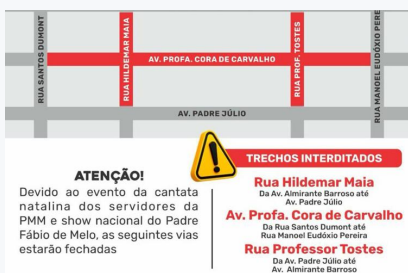 RUA SANTOS DUMONT
RUA HILDEMAR MAIA
AV. PROFA. CORA DE CARVALHO
RUA PROF. TOSTES
RUA MANOEL EUDÓXIO PERE
AV. PADRE JÚLIO
ATENÇÃO!
Devido ao evento da cantata
natalina dos servidores da
PMM e show nacional do Padre
Fábio de Melo, as seguintes vias
estarão fechadas
TRECHOS INTERDITADOS
Rua Hildemar Maia
Da Av. Almirante Barroso até
Av. Padre Júlio
Av. Profa. Cora de Carvalho
Da Rua Santos Dumont até
Rua Manoel Eudóxio Pereira
Rua Professor Tostes
Da Av. Padre Júlio até
Av. Almirante Barroso